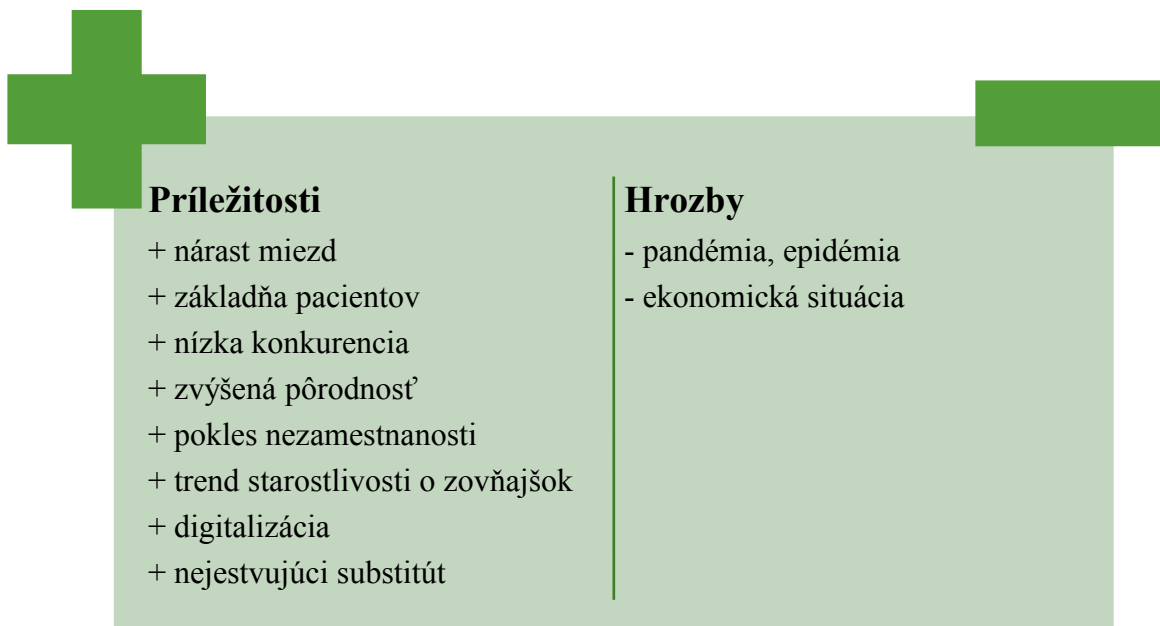 Príležitosti
+ nárast miezd
+ základňa pacientov
+ nízka konkurencia
+ zvýšená pôrodnosť
+ pokles nezamestnanosti
+ trend starostlivosti o zovňajšok
+ digitalizácia
+ nejestvujúci substitút
Hrozby
- pandémia, epidémia
- ekonomická situácia